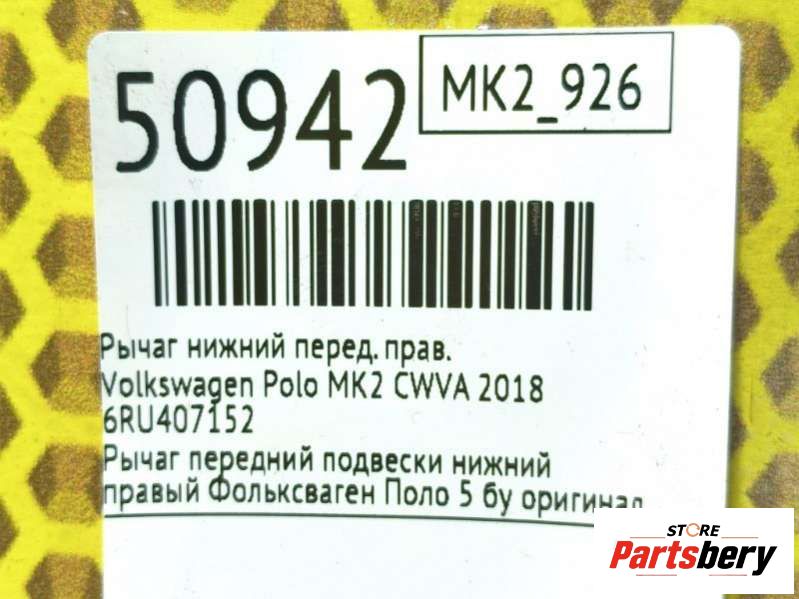 50942
MK2_926
Рычаг нижний перед. прав.
Volkswagen Polo MK2 CWVA 2018
6RU407152
Рычаг передний подвески нижний
правый Фольксваген Поло 5 бу оригинал
STORE
Partsbery